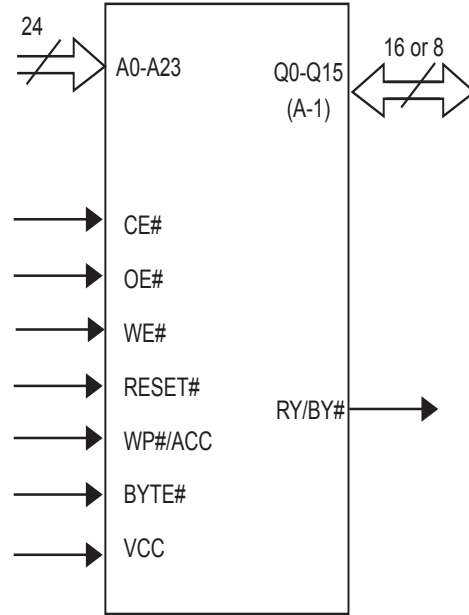 24
16 or 8
A0-A23
Q0-Q15
(A-1)
CE#
OE#
WE#
RESET#
RY/BY#
WP#/ACC
BYTE#
VCC